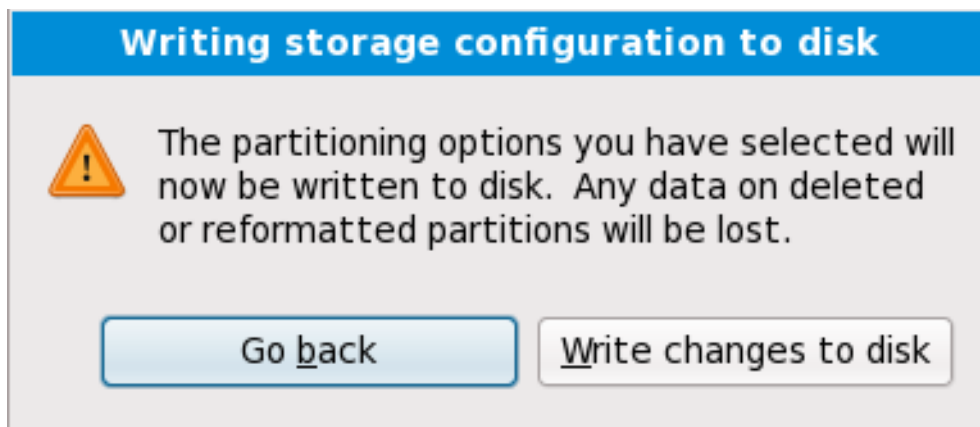 Writing storage configuration to disk
The partitioning options you have selected will
now be written to disk.  Any data on deleted
or reformatted partitions will be lost.
Go back
Write changes to disk